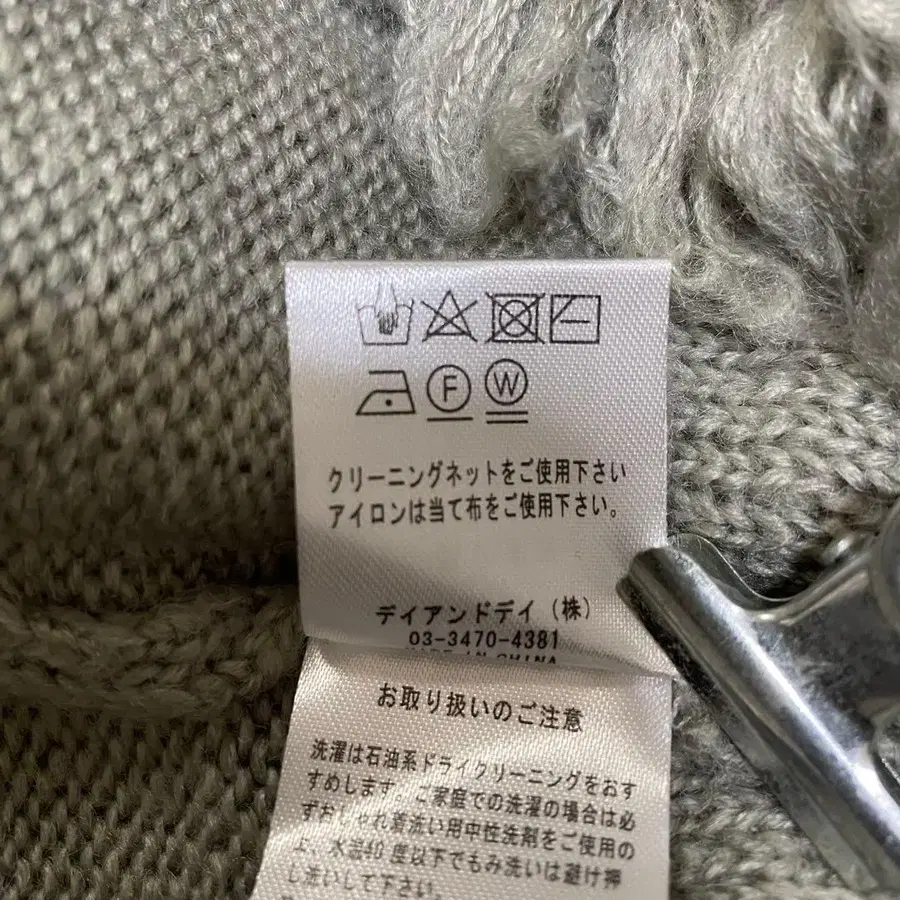 F W
クリーニングネットをご使用下さい
アイロンは当て布をご使用下さい。
デイアンドデイ（株）
03-3470-4381
MADE IN CHINA
お取り扱いのご注意
洗濯は石油系ドライクリーニングをおす
すめします。ご家庭での洗濯の場合は必
ずおしゃれ着洗い用中性洗剤をご使用の
上、水温40度以下でもみ洗いは避け押
し洗いして下さい。